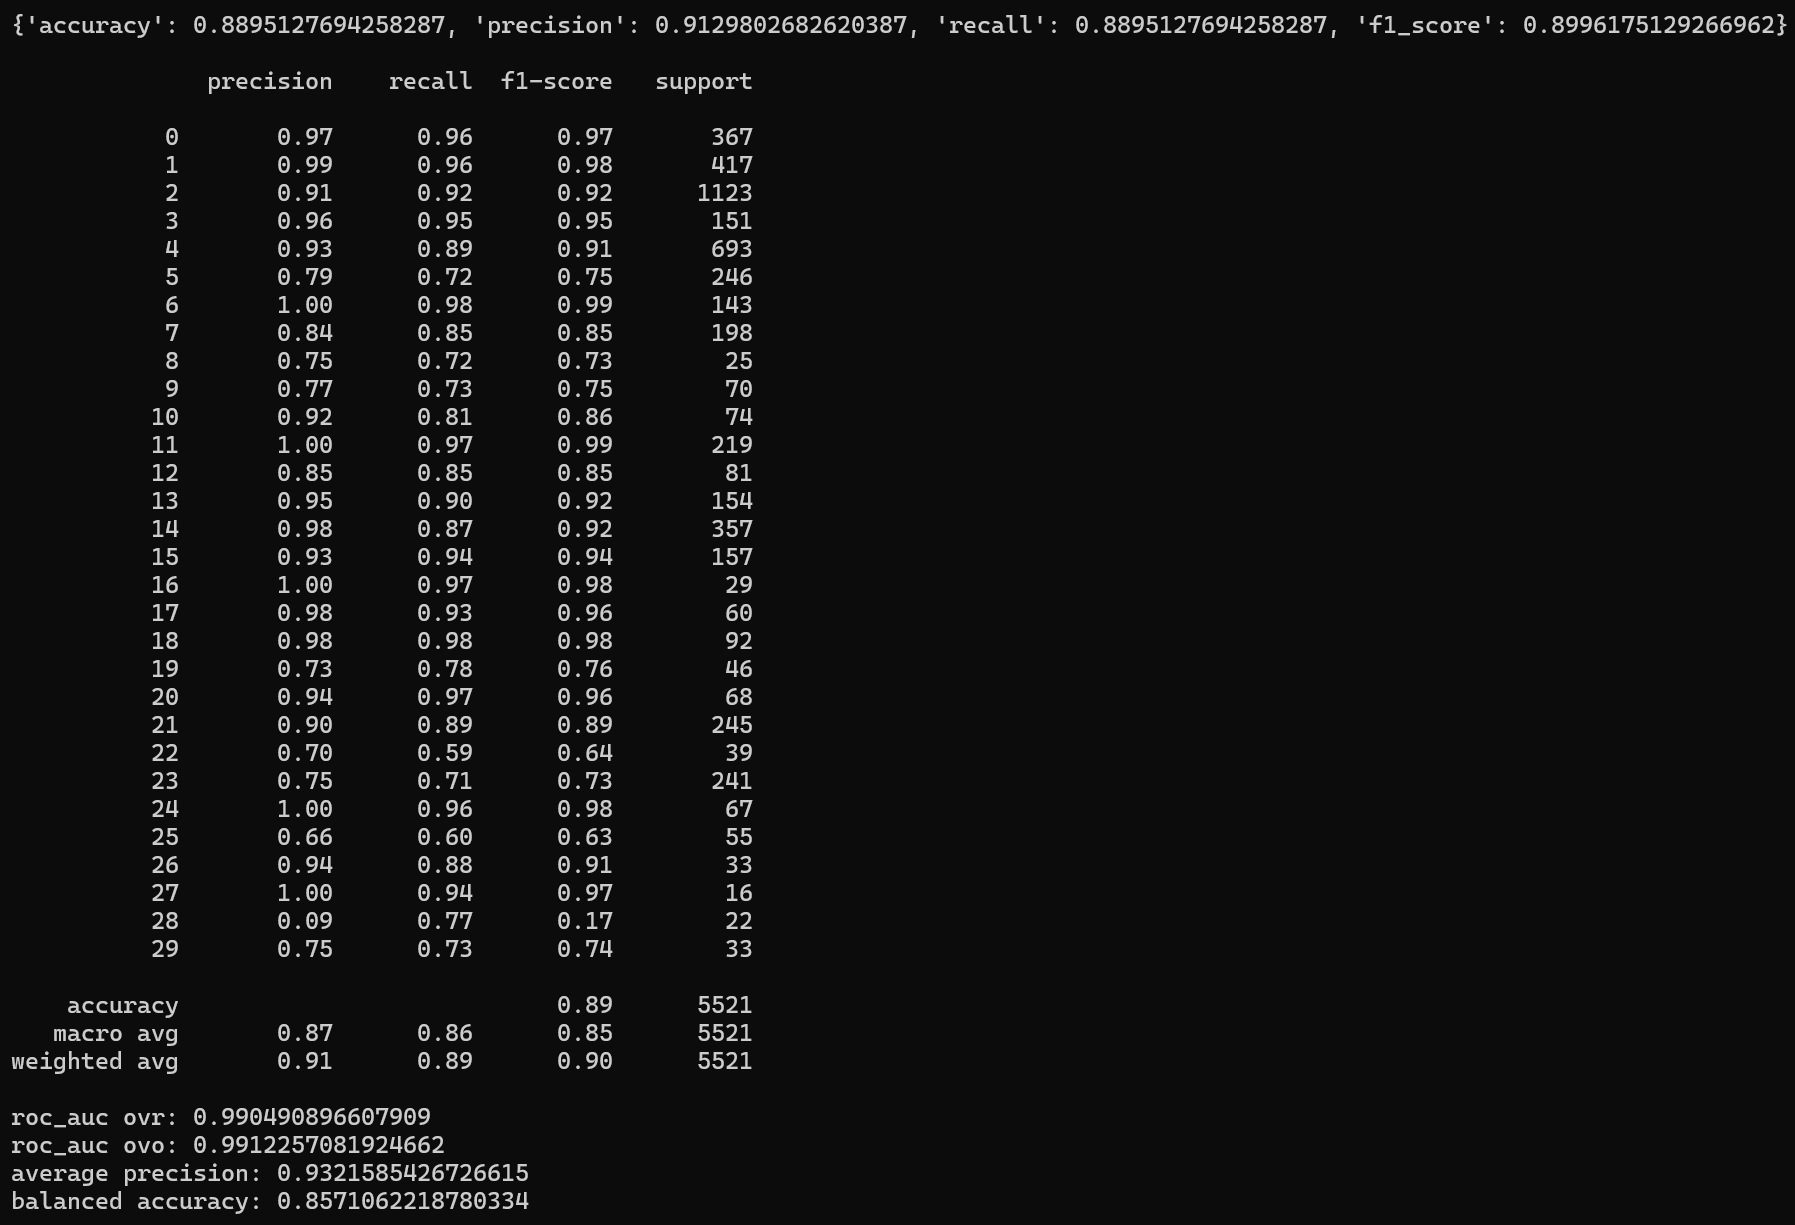 {'accuracy': 0.8895127694258287, 'precision': 0.9129802682620387, 'recall': 0.8895127694258287, 'f1_score': 0.8996175129266962}
precision recall f1-score support
0 0.97 0.96 0.97 367
1 0.99 0.96 0.98 417
2 0.91 0.92 0.92 1123
3 0.96 0.95 0.95 151
4 0.93 0.89 0.91 693
5 0.79 0.72 0.75 246
6 1.00 0.98 0.99 143
7 0.84 0.85 0.85 198
8 0.75 0.72 0.73 25
9 0.77 0.73 0.75 70
10 0.92 0.81 0.86 74
11 1.00 0.97 0.99 219
12 0.85 0.85 0.85 81
13 0.95 0.90 0.92 154
14 0.98 0.87 0.92 357
15 0.93 0.94 0.94 157
16 1.00 0.97 0.98 29
17 0.98 0.93 0.96 60
18 0.98 0.98 0.98 92
19 0.73 0.78 0.76 46
20 0.94 0.97 0.96 68
21 0.90 0.89 0.89 245
22 0.70 0.59 0.64 39
23 0.75 0.71 0.73 241
24 1.00 0.96 0.98 67
25 0.66 0.60 0.63 55
26 0.94 0.88 0.91 33
27 1.00 0.94 0.97 16
28 0.09 0.77 0.17 22
29 0.75 0.73 0.74 33
accuracy 0.89 5521
macro avg 0.87 0.86 0.85 5521
weighted avg 0.91 0.89 0.90 5521
roc_auc ovr: 0.990490896607909
roc_auc ovo: 0.9912257081924662
average precision: 0.9321585426726615
balanced accuracy: 0.8571062218780334